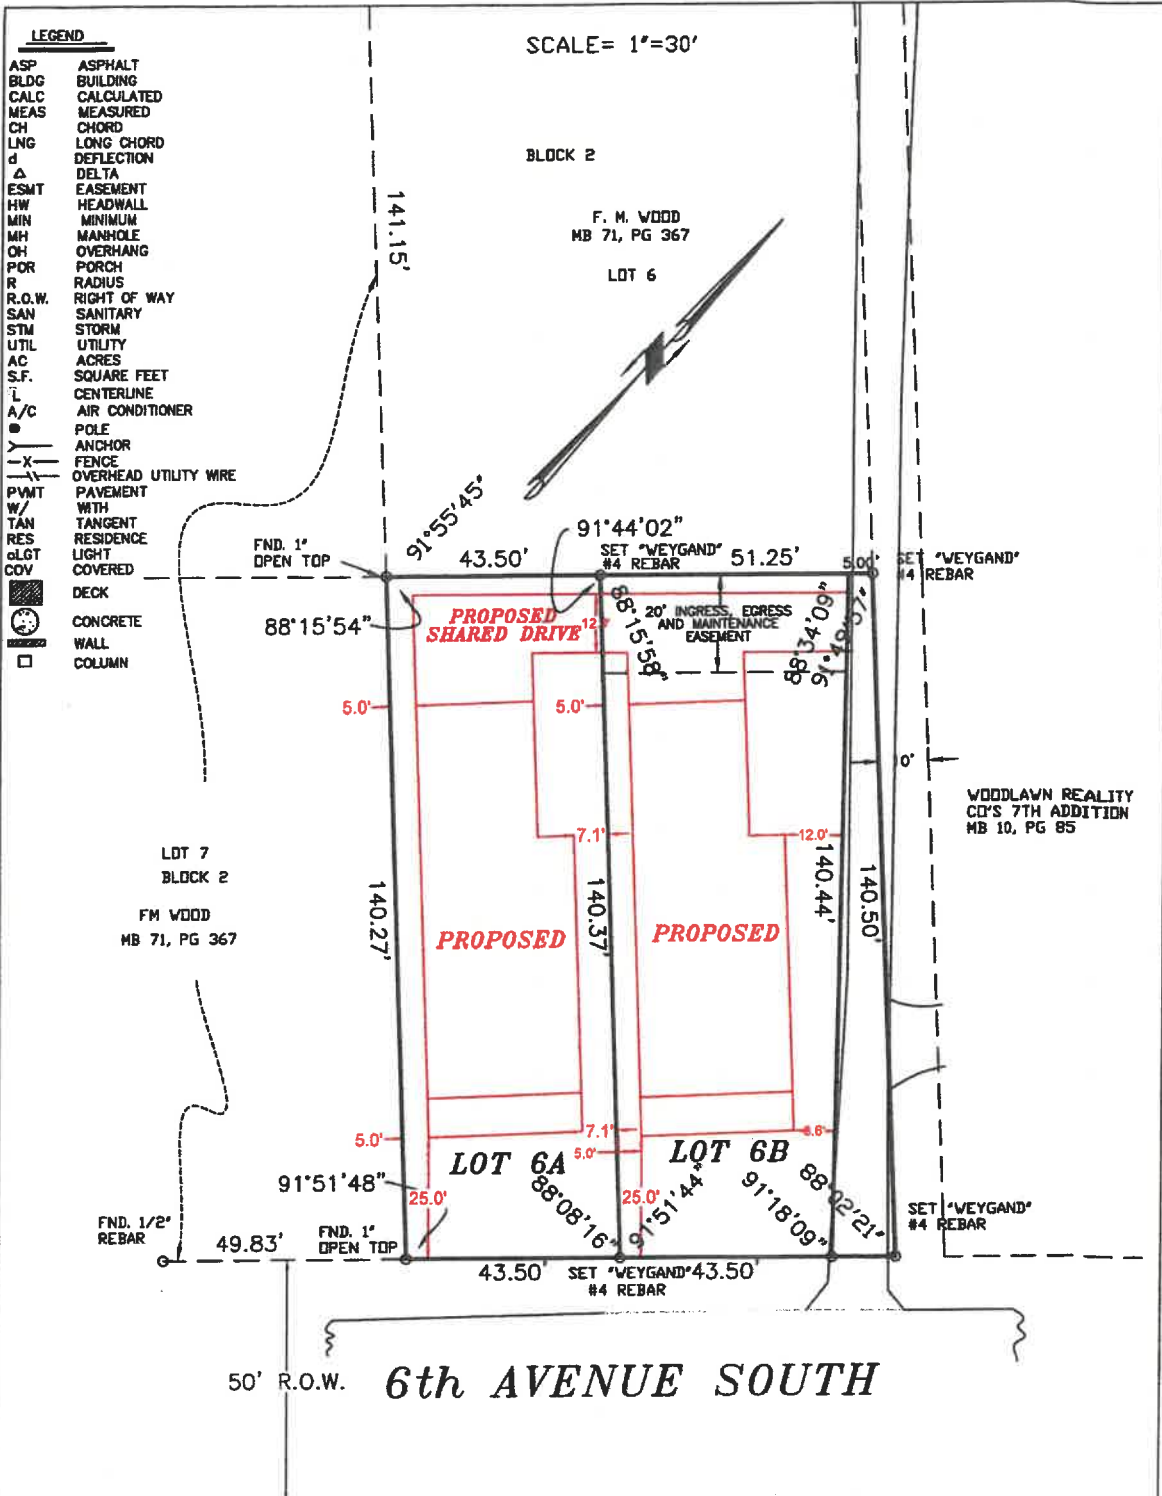 LEGEND
ASP ASPHALT
BLDG BUILDING
CALC CALCULATED
MEAS MEASURED
CH CHORD
LNG LONG CHORD
d DEFLECTION
Δ DELTA
ESMT EASEMENT
HW HEADWALL
MIN MINIMUM
MH MANHOLE
OH OVERHANG
POR PORCH
R RADIUS
R.O.W. RIGHT OF WAY
SAN SANITARY
STM STORM
UTIL UTILITY
AC ACRES
S.F. SQUARE FEET
L CENTERLINE
A/C AIR CONDITIONER
POLE
ANCHOR
X FENCE
OVERHEAD UTILITY WIRE
PVMT PAVEMENT
W/ WITH
TAN TANGENT
RES RESIDENCE
LGT LIGHT
COV COVERED
DECK
CONCRETE
WALL
COLUMN
SCALE= 1"=30'
BLOCK 2
F. M. WOOD
MB 71, PG 367
LOT 6
141.15'
91°55'45"
91°44'02"
FND. 1"
OPEN TOP
43.50'
SET "WEYGAND"
#4 REBAR
51.25'
5.00'
SET "WEYGAND"
#4 REBAR
88°15'54"
PROPOSED
SHARED DRIVE
88°15'58"
20' INGRESS, EGRESS
AND MAINTENANCE
EASEMENT
88°34'09"
5.0'
5.0'
7.1'
12.0'
0'
WOODLAWN REALITY
CO'S 7TH ADDITION
MB 10, PG 85
LOT 7
BLOCK 2
FM WOOD
MB 71, PG 367
140.27'
140.37'
140.44'
140.50'
PROPOSED
PROPOSED
5.0'
7.1'
5.0'
LOT 6A
LOT 6B
91°51'48"
25.0'
88°08'16"
25.0'
91°51'44"
91°18'09"
88°02'21"
SET "WEYGAND"
#4 REBAR
FND. 1/2"
REBAR
49.83'
FND. 1"
OPEN TOP
43.50'
SET "WEYGAND"
#4 REBAR
43.50'
50' R.O.W.
6th AVENUE SOUTH